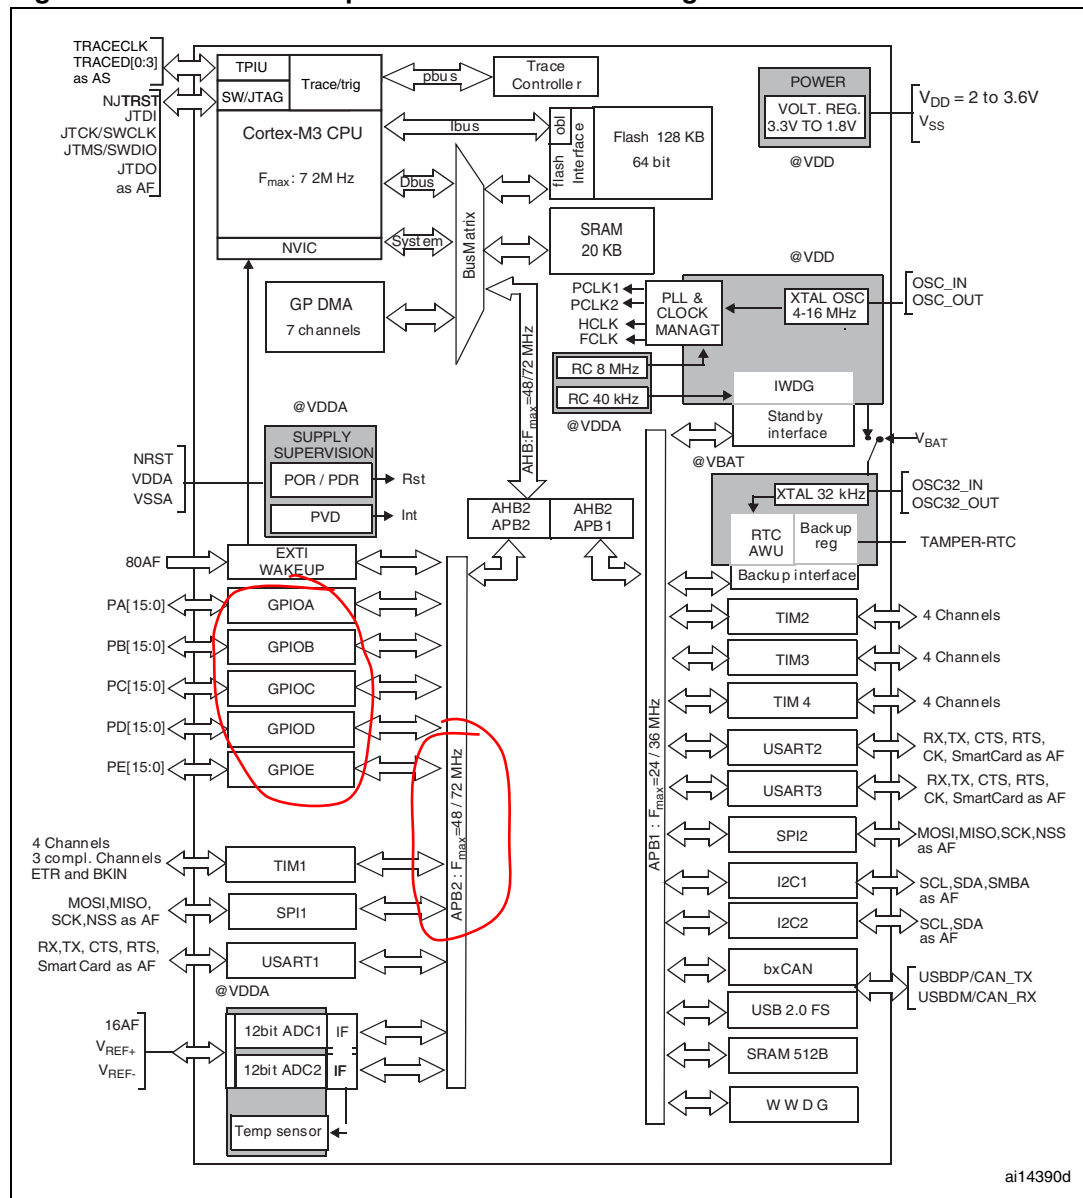 TRACECLK
TRACED[0:3]
as AS
NJTRST
JTDI
JTCK/SWCLK
JTMS/SWDIO
JTDO
as AF
TPIU
SW/JTAG
Trace/trig
Cortex-M3 CPU
Fmax: 7 2M Hz
NVIC
pbus
Trace
Controller
Ibus
Dbus
System
BusMatrix
obl
flash
Interface
Flash 128 KB
64 bit
SRAM
20 KB
POWER
VOLT. REG.
3.3V TO 1.8V
@VDD
VDD = 2 to 3.6V
VSS
GP DMA
7 channels
PCLK1
PCLK2
HCLK
FCLK
PLL &
CLOCK
MANAGT
@VDD
XTAL OSC
4-16 MHz
OSC_IN
OSC_OUT
RC 8 MHz
RC 40 kHz
@VDDA
IWDG
Stand by
interface
VBAT
@VBAT
AHB:Fmax=48/72 MHz
@VDDA
SUPPLY
SUPERVISION
POR / PDR
Rst
PVD
Int
NRST
VDDA
VSSA
AHB2
APB2
AHB2
APB1
XTAL 32 kHz
OSC32_IN
OSC32_OUT
RTC
AWU
Backup
reg
TAMPER-RTC
Backup interface
80AF
EXTI
WAKEUP
PA[15:0]
GPIOA
PB[15:0]
GPIOB
PC[15:0]
GPIOC
PD[15:0]
GPIOD
PE[15:0]
GPIOE
4 Channels
3 compl. Channels
ETR and BKIN
TIM1
MOSI,MISO,
SCK,NSS as AF
SPI1
RX,TX, CTS, RTS,
SmartCard as AF
USART1
@VDDA
16AF
VREF+
VREF-
12bit ADC1
IF
12bit ADC2
IF
Temp sensor
APB2 : Fmax=48 / 72 MHz
APB1 : Fmax=24 / 36 MHz
TIM2
4 Channels
TIM3
4 Channels
TIM 4
4 Channels
USART2
RX,TX, CTS, RTS,
CK, SmartCard as AF
USART3
RX,TX, CTS, RTS,
CK, SmartCard as AF
SPI2
MOSI,MISO,SCK,NSS
as AF
I2C1
SCL,SDA,SMBA
as AF
I2C2
SCL,SDA
as AF
bxCAN
USBDP/CAN_TX
USBDM/CAN_RX
USB 2.0 FS
SRAM 512B
W W D G
ai14390d